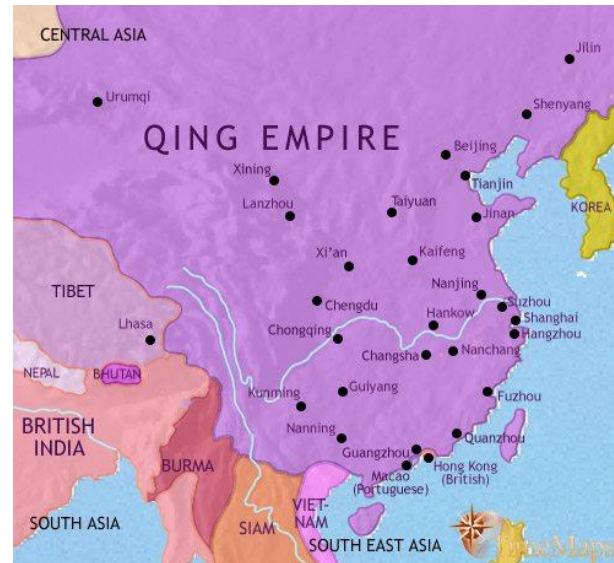 CENTRAL ASIA
Jilin
Urumqi
Shenyang
QING EMPIRE
Beijing
Xining
Tianjin
Lanzhou
Taiyuan
Jinan
KOREA
Xi'an
Kaifeng
TIBET
Nanjing
Chengdu
Suzhou
Lhasa
Hankow
Shanghai
Chongqing
Hangzhou
Changsha
Nanchang
NEPAL
BHUTAN
Kunming
Guiyang
Fuzhou
BRITISH
INDIA
Nanning
Quanzhou
Guangzhou
BURMA
Hong Kong
(British)
Macao
(Portuguese)
VIET-
NAM
SOUTH ASIA
SIAM
SOUTH EAST ASIA
TimeMaps